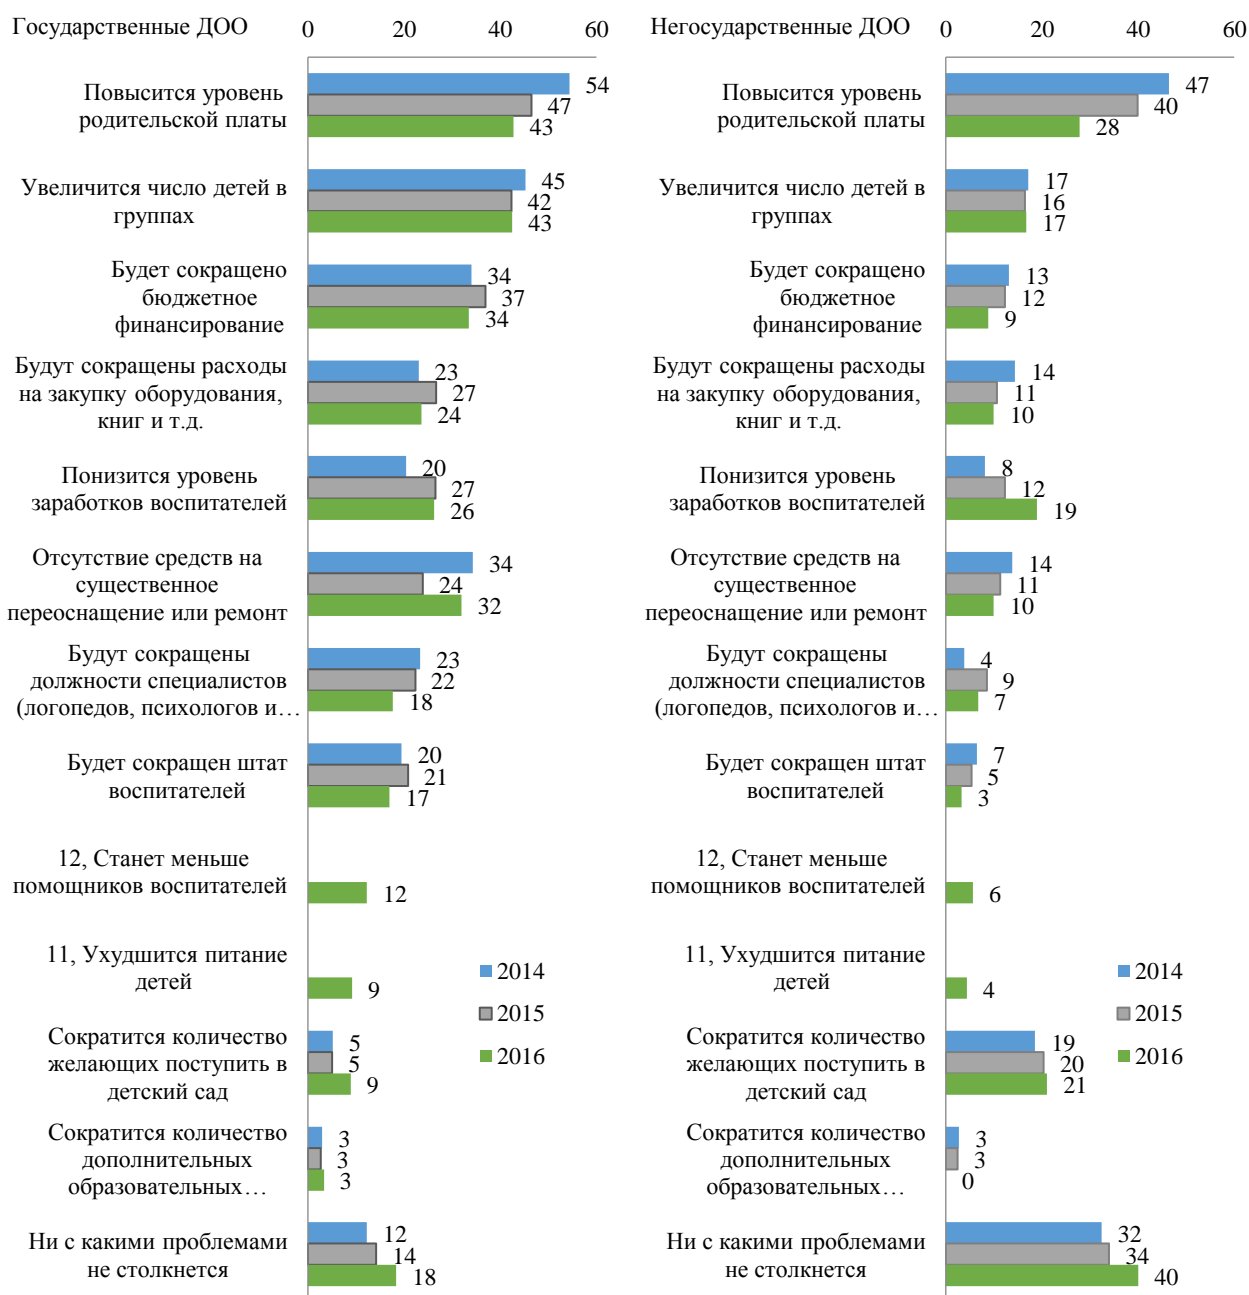 Государственные ДОО
0 20 40 60
Повысится уровень
родительской платы
54
47
43
Увеличится число детей в
группах
45
42
43
Будет сокращено
бюджетное
финансирование
34
37
34
Будут сокращены расходы
на закупку оборудования,
книг и т.д.
23
27
24
Понизится уровень
заработков воспитателей
20
27
26
Отсутствие средств на
существенное
переоснащение или ремонт
34
24
32
Будут сокращены
должности специалистов
(логопедов, психологов и…
23
22
18
Будет сокращен штат
воспитателей
20
21
17
12, Станет меньше
помощников воспитателей
12
11, Ухудшится питание
детей
9
Сократится количество
желающих поступить в
детский сад
5
5
9
Сократится количество
дополнительных
образовательных…
3
3
3
Ни с какими проблемами
не столкнется
12
14
18
2014
2015
2016
Негосударственные ДОО
0 20 40 60
Повысится уровень
родительской платы
47
40
28
Увеличится число детей в
группах
17
16
17
Будет сокращено
бюджетное
финансирование
13
12
9
Будут сокращены расходы
на закупку оборудования,
книг и т.д.
14
11
10
Понизится уровень
заработков воспитателей
8
12
19
Отсутствие средств на
существенное
переоснащение или ремонт
14
11
10
Будут сокращены
должности специалистов
(логопедов, психологов и…
4
9
7
Будет сокращен штат
воспитателей
7
5
3
12, Станет меньше
помощников воспитателей
6
11, Ухудшится питание
детей
4
Сократится количество
желающих поступить в
детский сад
19
20
21
Сократится количество
дополнительных
образовательных…
3
3
0
Ни с какими проблемами
не столкнется
32
34
40
2014
2015
2016